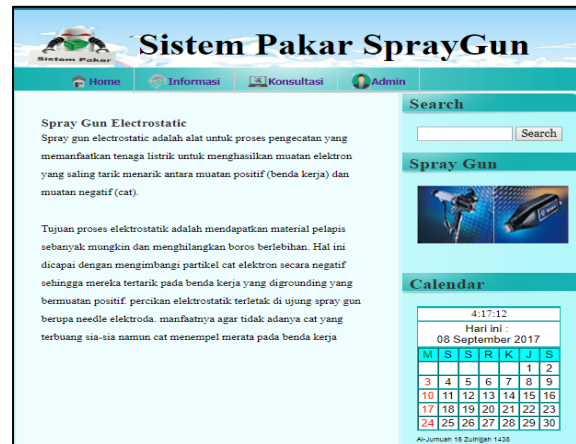 Sistem Pakar SprayGun
Sistem Pakar
Home Informasi Konsultasi Admin
Spray Gun Electrostatic
Spray gun electrostatic adalah alat untuk proses pengecatan yang
memanfaatkan tenaga listrik untuk menghasilkan muatan elektron
yang saling tarik menarik antara muatan positif (benda kerja) dan
muatan negatif (cat).
Tujuan proses elektrostatik adalah mendapatkan material pelapis
sebanyak mungkin dan menghilangkan boros berlebihan. Hal ini
dicapai dengan mengimbangi partikel cat elektron secara negatif
sehingga mereka tertarik pada benda kerja yang digrounding yang
bermuatan positif. percikan elektrostatik terletak di ujung spray gun
berupa needle elektroda. manfaatnya agar tidak adanya cat yang
terbuang sia-sia namun cat menempel merata pada benda kerja
Search
Search
Spray Gun
Calendar
4:17:12
Hari ini :
08 September 2017
M S S R K J S
1 2
3 4 5 6 7 8 9
10 11 12 13 14 15 16
17 18 19 20 21 22 23
24 25 26 27 28 29 30
Al-Jumuah 16 Zulhijjah 1438